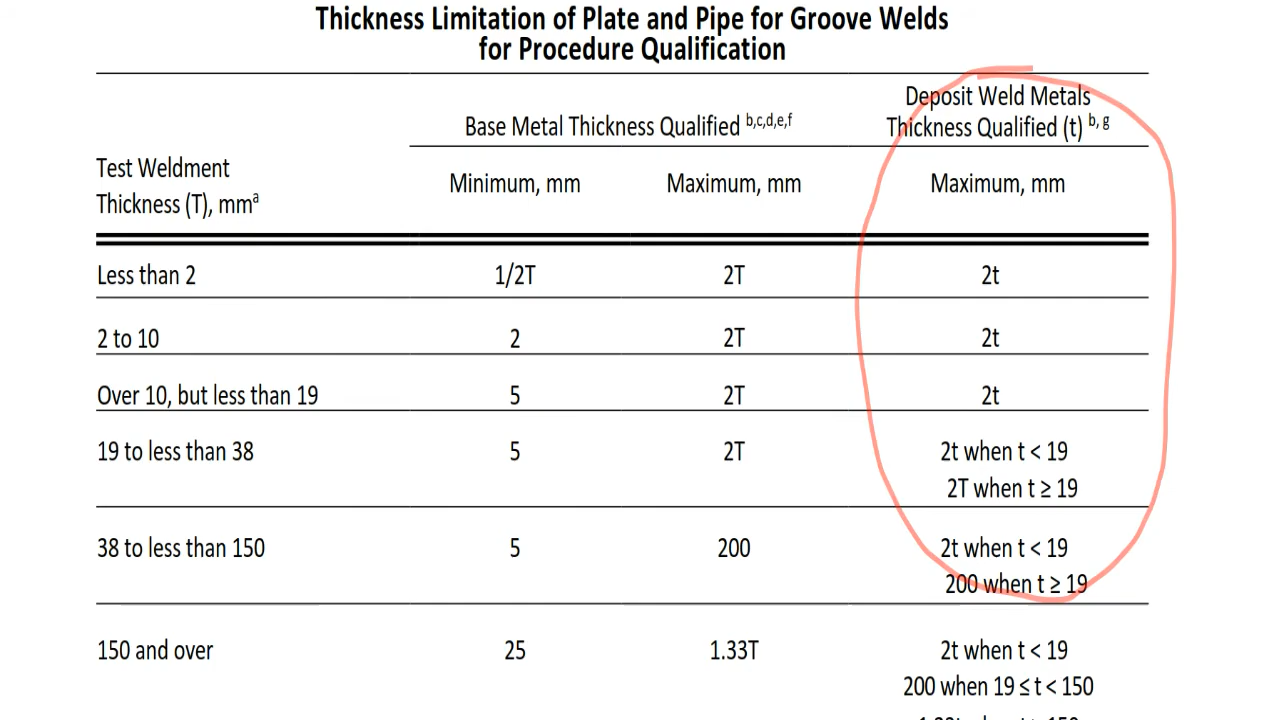 Thickness Limitation of Plate and Pipe for Groove Welds
for Procedure Qualification
Deposit Weld Metals
Base Metal Thickness Qualified b,c,d,e,f
Thickness Qualified (t) b, g
Test Weldment
Thickness (T), mmᵃ
Minimum, mm
Maximum, mm
Maximum, mm
Less than 2 1/2T 2T 2t
2 to 10 2 2T 2t
Over 10, but less than 19 5 2T 2t
19 to less than 38 5 2T 2t when t < 19
2T when t ≥ 19
38 to less than 150 5 200 2t when t < 19
200 when t ≥ 19
150 and over 25 1.33T 2t when t < 19
200 when 19 ≤ t < 150